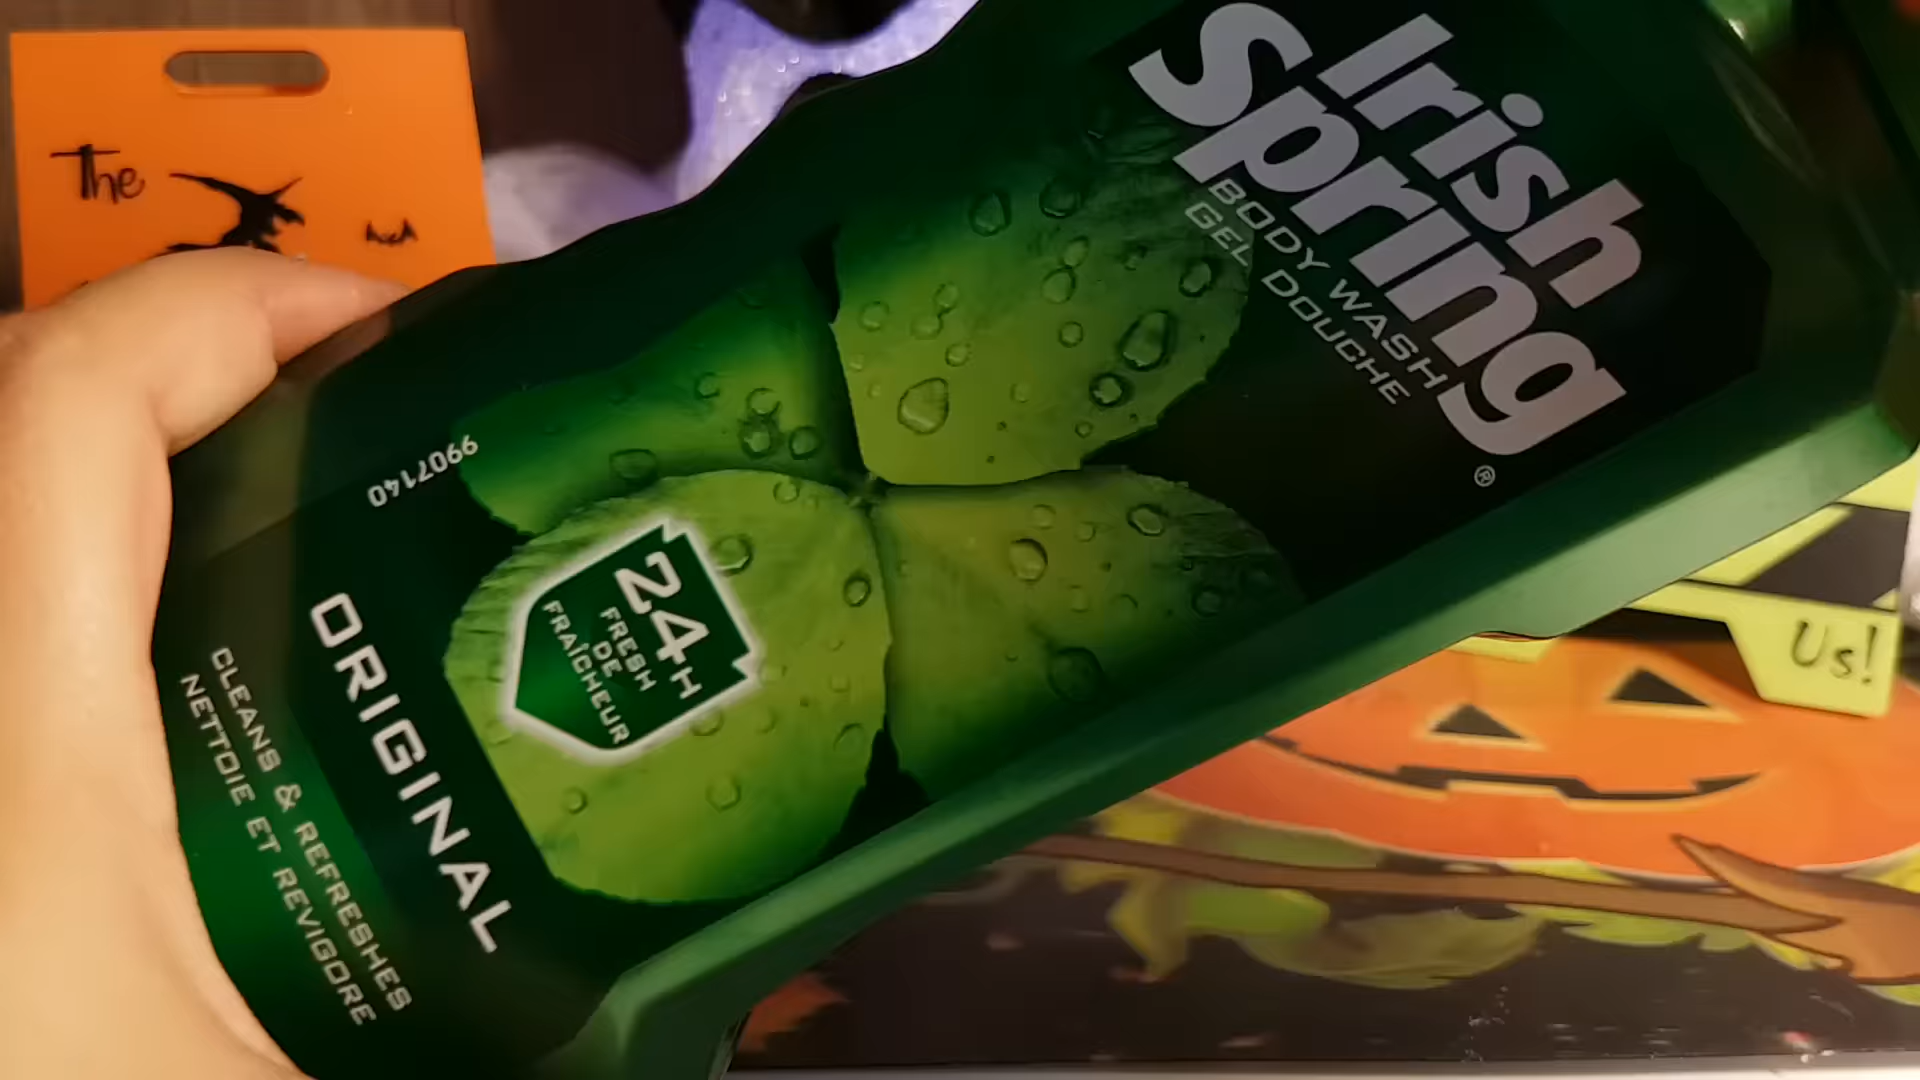 The
Irish
Spring
®
BODY WASH
GEL DOUCHE
9907140
24H
FRESH
DE
FRAÎCHEUR
ORIGINAL
CLEANS & REFRESHES
NETTOIE ET REVIGORE
Us!